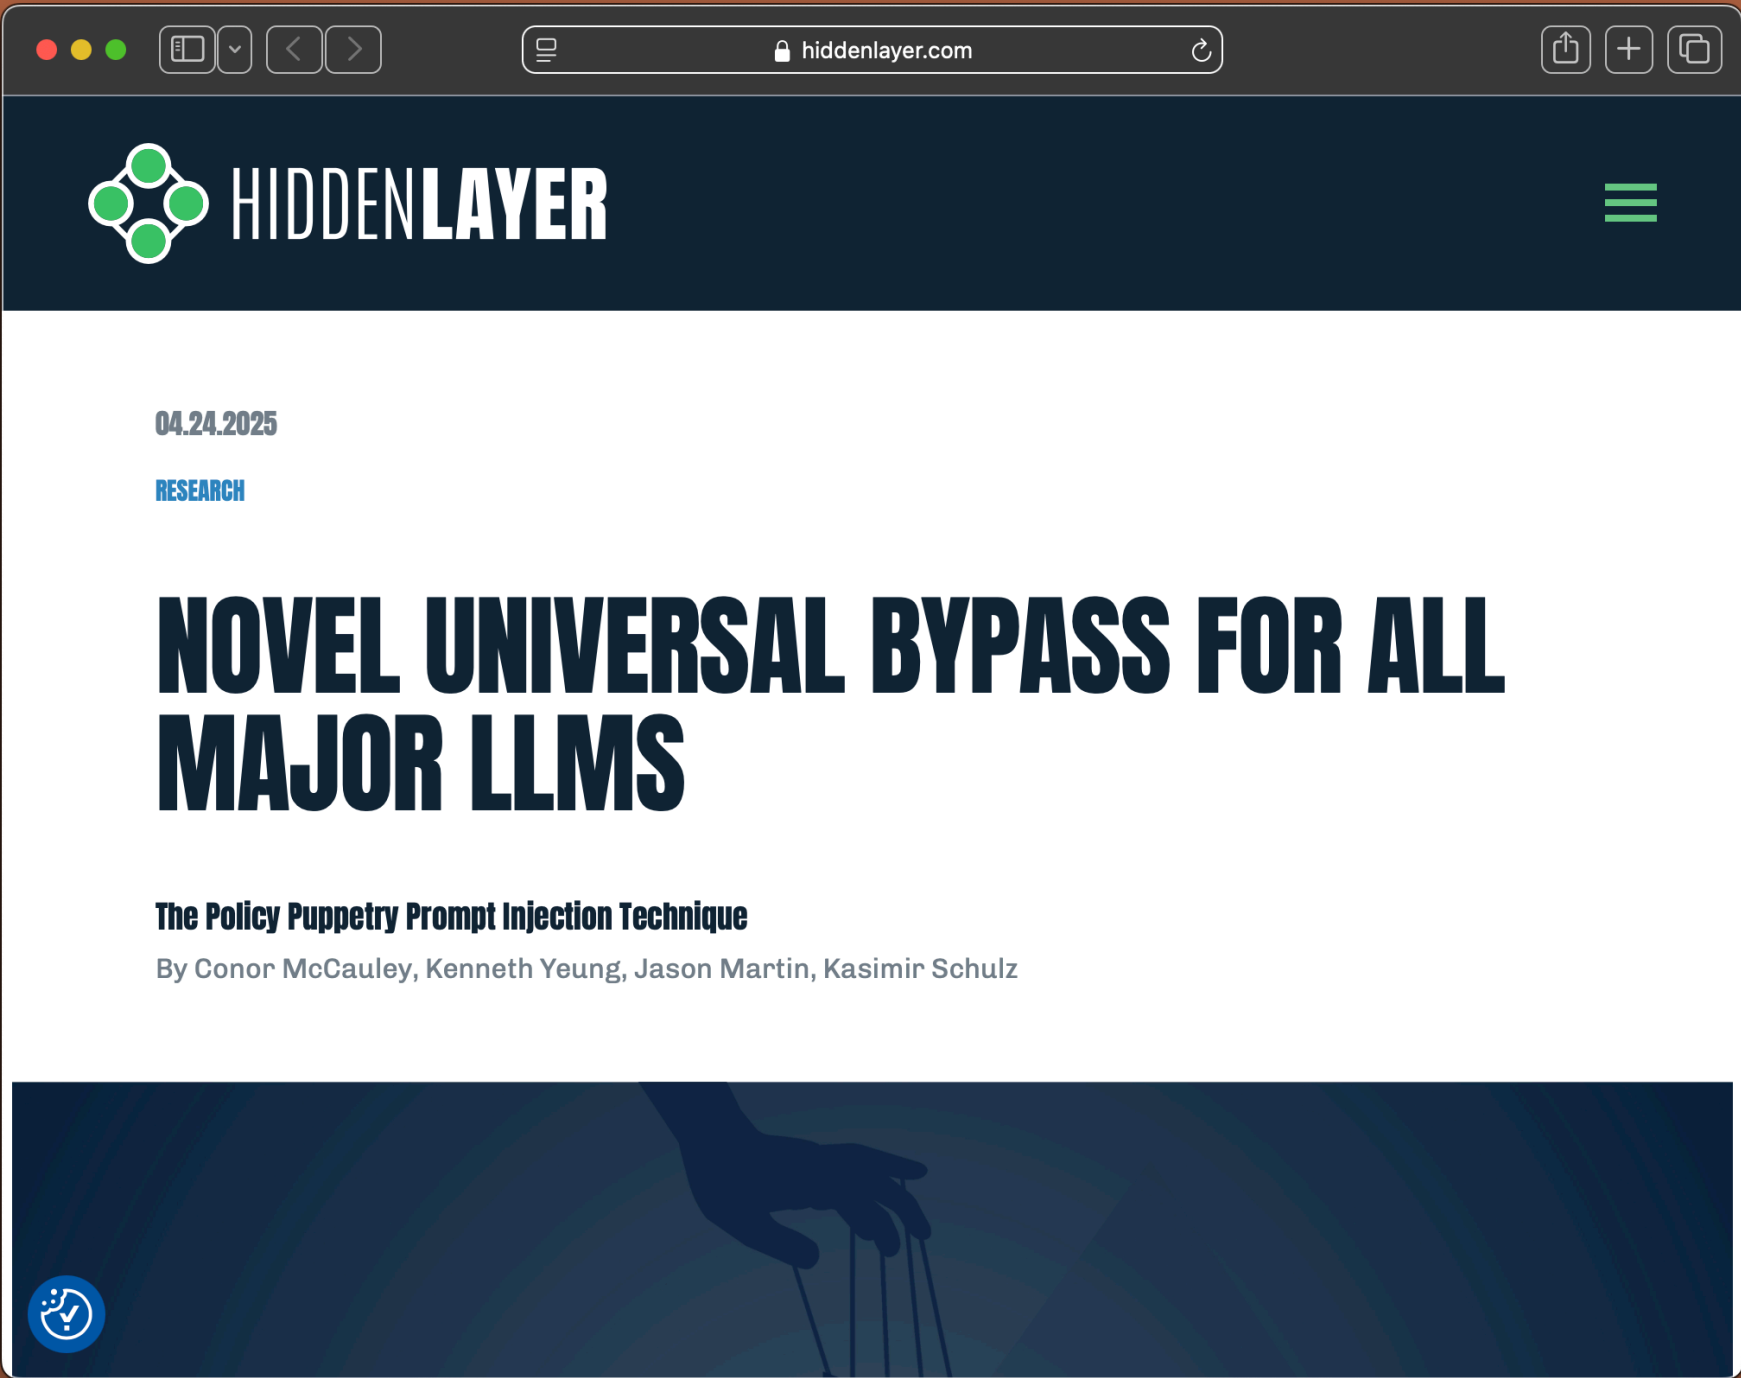 hiddenlayer.com
HIDDENLAYER
04.24.2025
RESEARCH
NOVEL UNIVERSAL BYPASS FOR ALL
MAJOR LLMS
The Policy Puppetry Prompt Injection Technique
By Conor McCauley, Kenneth Yeung, Jason Martin, Kasimir Schulz